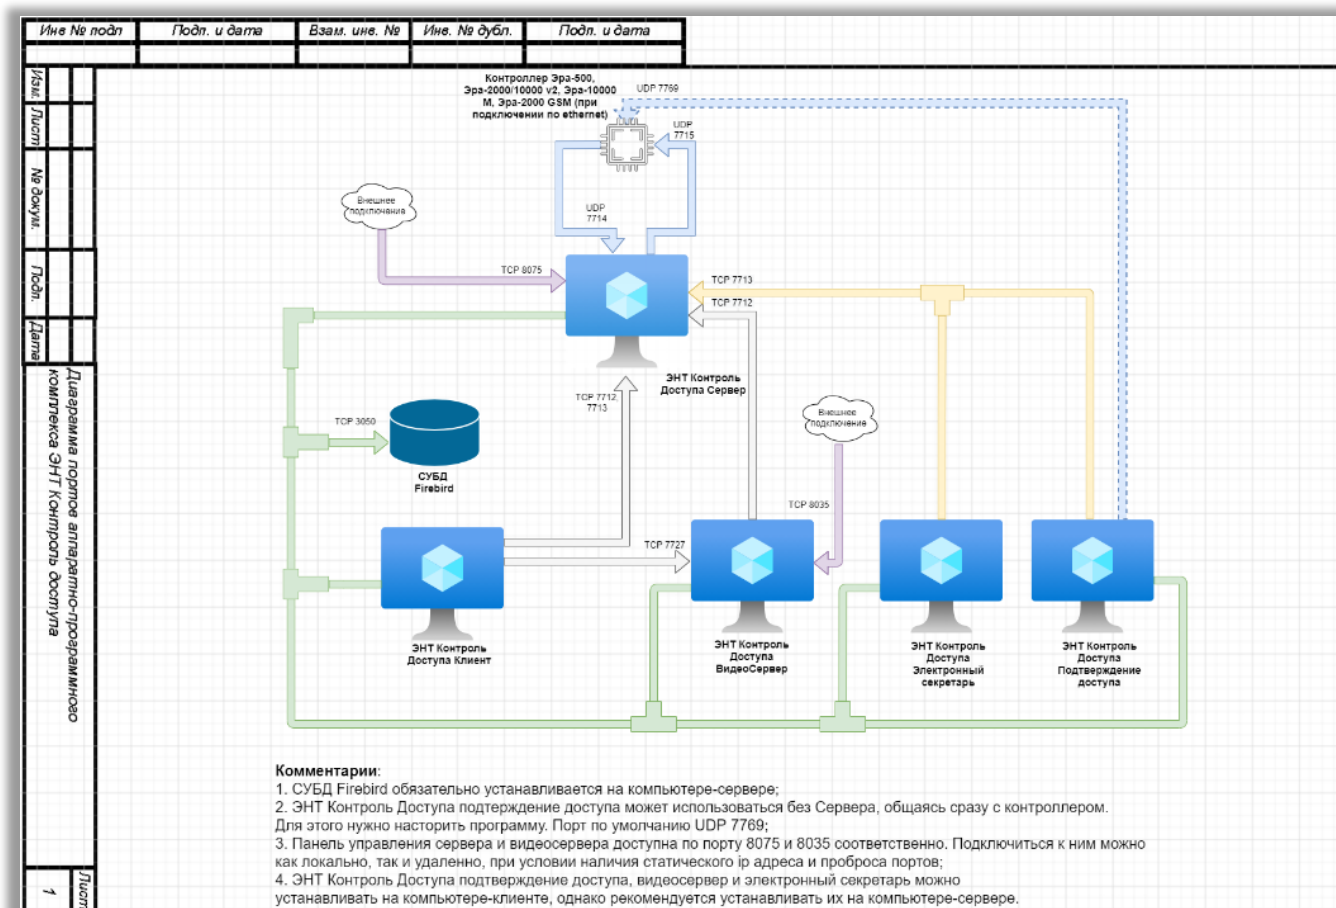 Инв № подл
Подп. и дата
Взам. инв. №
Инв. № дубл.
Подп. и дата
Изм.
Лист
№ докум.
Подп.
Дата
Диаграмма портов аппаратно-программного
комплекса ЭНТ Контроль доступа
Лист
1
Контроллер Эра-500,
Эра-2000/10000 v2, Эра-10000
М, Эра-2000 GSM (при
подключении по ethernet)
UDP 7769
UDP
7715
UDP
7714
Внешнее
подключение
TCP 8075
TCP 7713
TCP 7712
ЭНТ Контроль
Доступа Сервер
TCP 7712,
7713
TCP 3050
СУБД
Firebird
Внешнее
подключение
TCP 8035
TCP 7727
ЭНТ Контроль
Доступа Клиент
ЭНТ Контроль
Доступа
ВидеоСервер
ЭНТ Контроль
Доступа
Электронный
секретарь
ЭНТ Контроль
Доступа
Подтверждение
доступа
Комментарии:
1. СУБД Firebird обязательно устанавливается на компьютере-сервере;
2. ЭНТ Контроль Доступа подтерждение доступа может использоваться без Сервера, общаясь сразу с контроллером.
Для этого нужно насторить программу. Порт по умолчанию UDP 7769;
3. Панель управления сервера и видеосервера доступна по порту 8075 и 8035 соответственно. Подключиться к ним можно
как локально, так и удаленно, при условии наличия статического ip адреса и проброса портов;
4. ЭНТ Контроль Доступа подтверждение доступа, видеосервер и электронный секретарь можно
устанавливать на компьютере-клиенте, однако рекомендуется устанавливать их на компьютере-сервере.